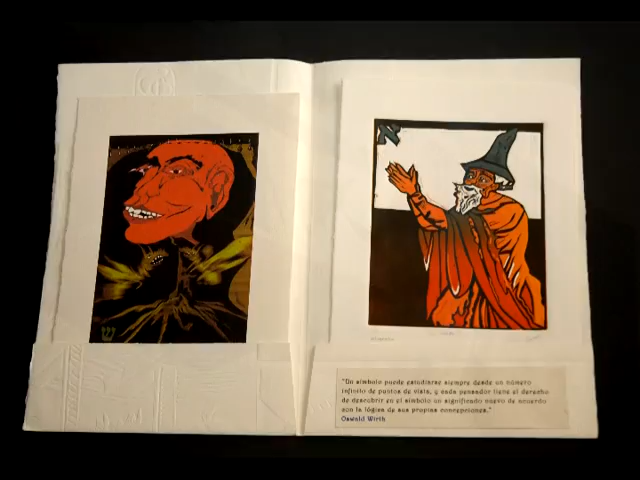 ש
א
"Un símbolo puede estudiarse siempre desde un número
infinito de puntos de vista, y cada pensador tiene el derecho
de descubrir en el símbolo un significado nuevo de acuerdo
con la lógica de sus propias concepciones."
Oswald Wirth